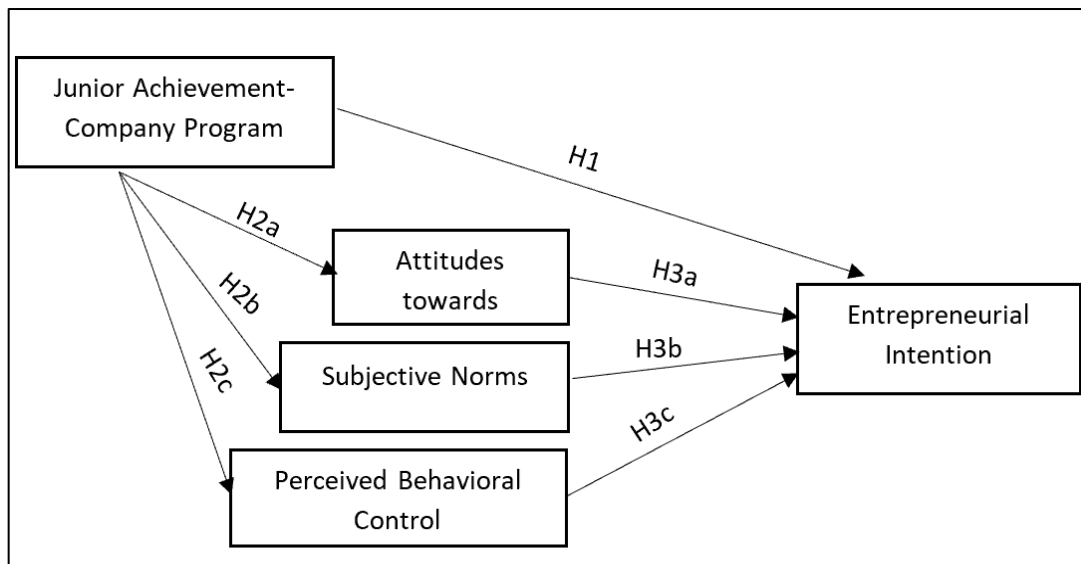 Junior Achievement-
Company Program
H1
H2a
Attitudes
towards
H3a
H2b
Entrepreneurial
Intention
H3b
Subjective Norms
H2c
H3c
Perceived Behavioral
Control